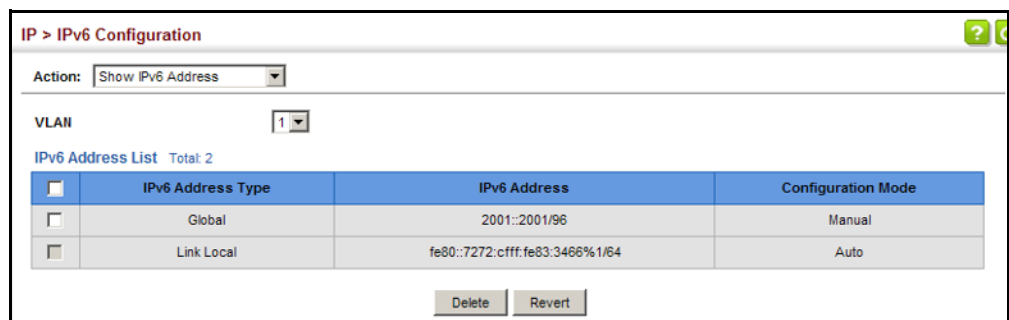 IP > IPv6 Configuration
?
Action: Show IPv6 Address
VLAN 1
IPv6 Address List Total: 2
IPv6 Address Type IPv6 Address Configuration Mode
Global 2001::2001/96 Manual
Link Local fe80::7272:cfff:fe83:3466%1/64 Auto
Delete Revert